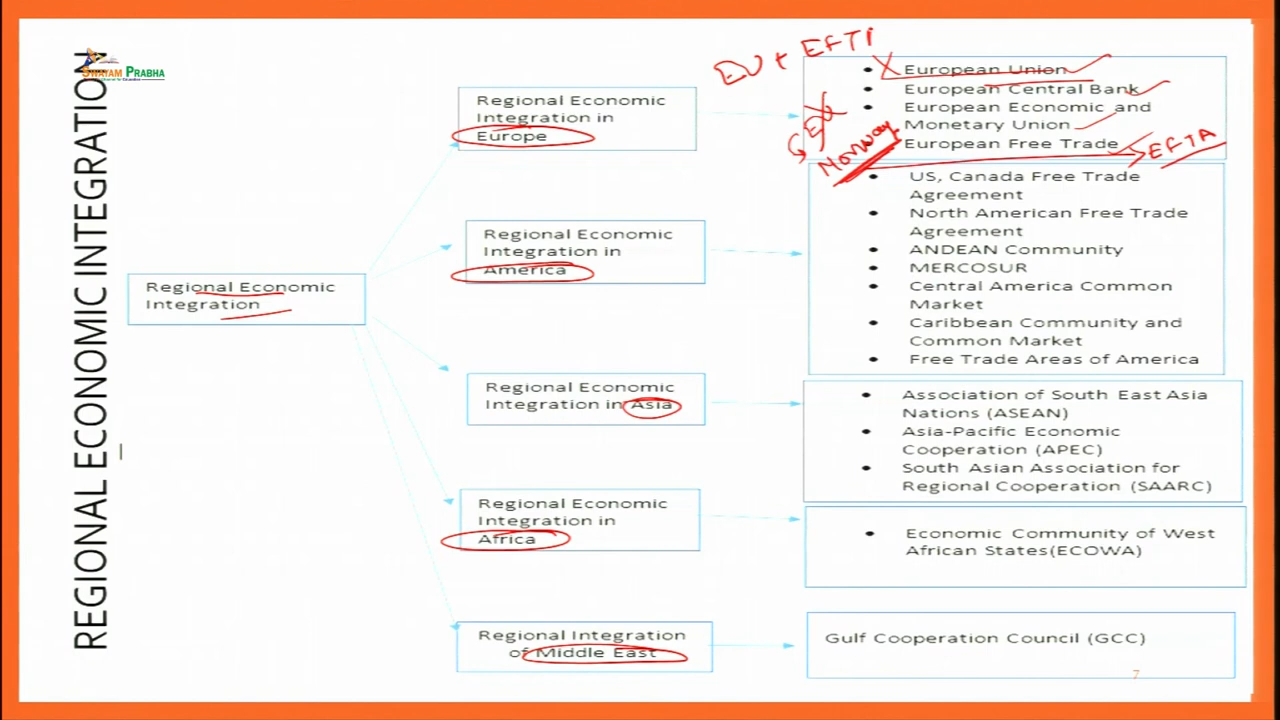 REGIONAL ECONOMIC INTEGRATION
SWAYAM PRABHA
Regional Economic
Integration
Regional Economic
Integration in
Europe
EU + EFTA
European Union
European Central Bank
European Economic and
Monetary Union
European Free Trade
EFTA
Norway
EU
Regional Economic
Integration in
America
US, Canada Free Trade
Agreement
North American Free Trade
Agreement
ANDEAN Community
MERCOSUR
Central America Common
Market
Caribbean Community and
Common Market
Free Trade Areas of America
Regional Economic
Integration in Asia
Association of South East Asia
Nations (ASEAN)
Asia-Pacific Economic
Cooperation (APEC)
South Asian Association for
Regional Cooperation (SAARC)
Regional Economic
Integration in
Africa
Economic Community of West
African States(ECOWA)
Regional Integration
of Middle East
Gulf Cooperation Council (GCC)
7